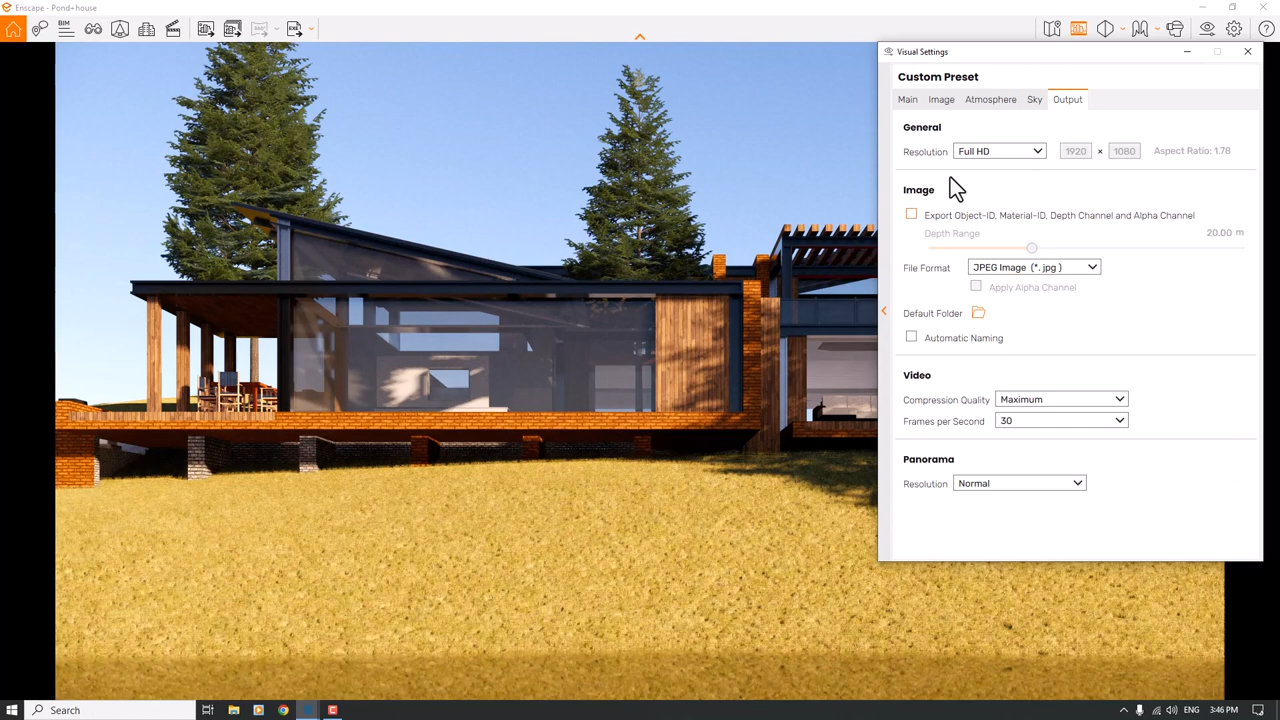 Enscape - Pond+house
BIM
EXE
Visual Settings
Custom Preset
Main Image Atmosphere Sky Output
General
Resolution Full HD 1920 × 1080 Aspect Ratio: 1.78
Image
Export Object-ID, Material-ID, Depth Channel and Alpha Channel
Depth Range 20.00 m
File Format JPEG Image (*. jpg )
Apply Alpha Channel
Default Folder
Automatic Naming
Video
Compression Quality Maximum
Frames per Second 30
Panorama
Resolution Normal
Search
3:46 PM